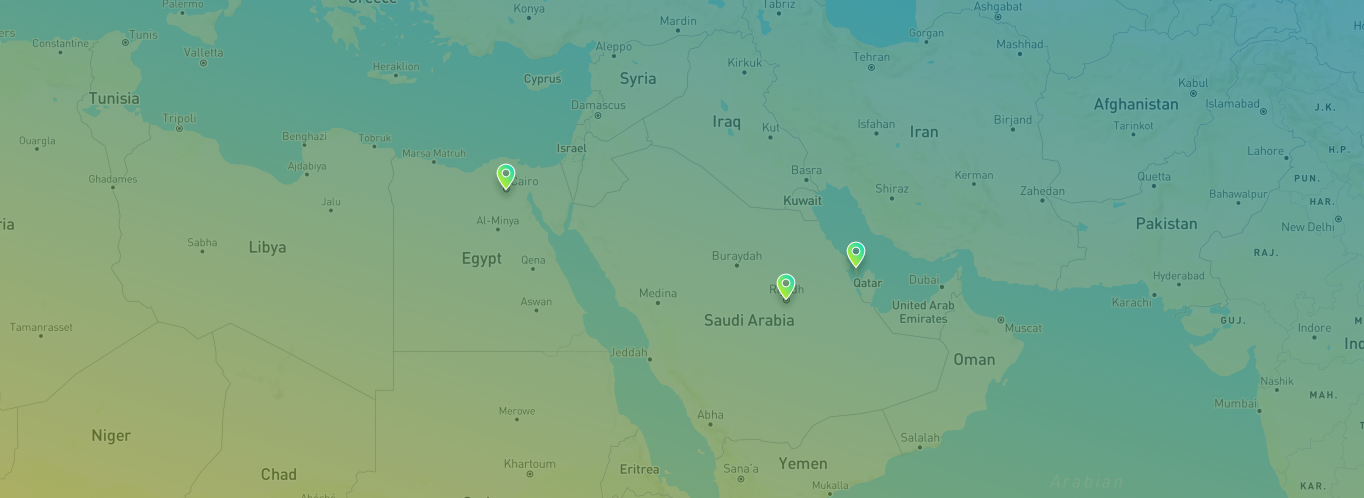 Greece
Palermo
Konya
Tabriz
Ashgabat
Mardin
Gorgan
Tunis
Constantine
Valletta
Aleppo
Mashhad
Tehran
Kirkuk
Heraklion
Cyprus
Syria
Kabul
Tunisia
Damascus
Afghanistan
Islamabad
J.K.
Tripoli
Iraq
Kut
Isfahan
Iran
Birjand
Tarinkot
Ouargla
Benghazi
Tobruk
Marsa Matruh
Israel
Lahore
H.P.
Ajdabiya
Basra
Ghadames
Cairo
Shiraz
Kerman
Zahedan
Quetta
PUN.
Jalu
Kuwait
Bahawalpur
HAR.
Al-Minya
Pakistan
New Delhi
Sabha
Libya
Egypt
Qena
Buraydah
RAJ.
Medina
Qatar
Dubai
Hyderabad
Aswan
United Arab
Emirates
Karachi
Saudi Arabia
GUJ.
Tamanrasset
Muscat
Indore
Jeddah
Oman
Nashik
MAH.
Merowe
Abha
Mumbai
Niger
Salalah
Chad
Khartoum
Eritrea
Sana'a
Yemen
Mukalla
Arabian
KAR.